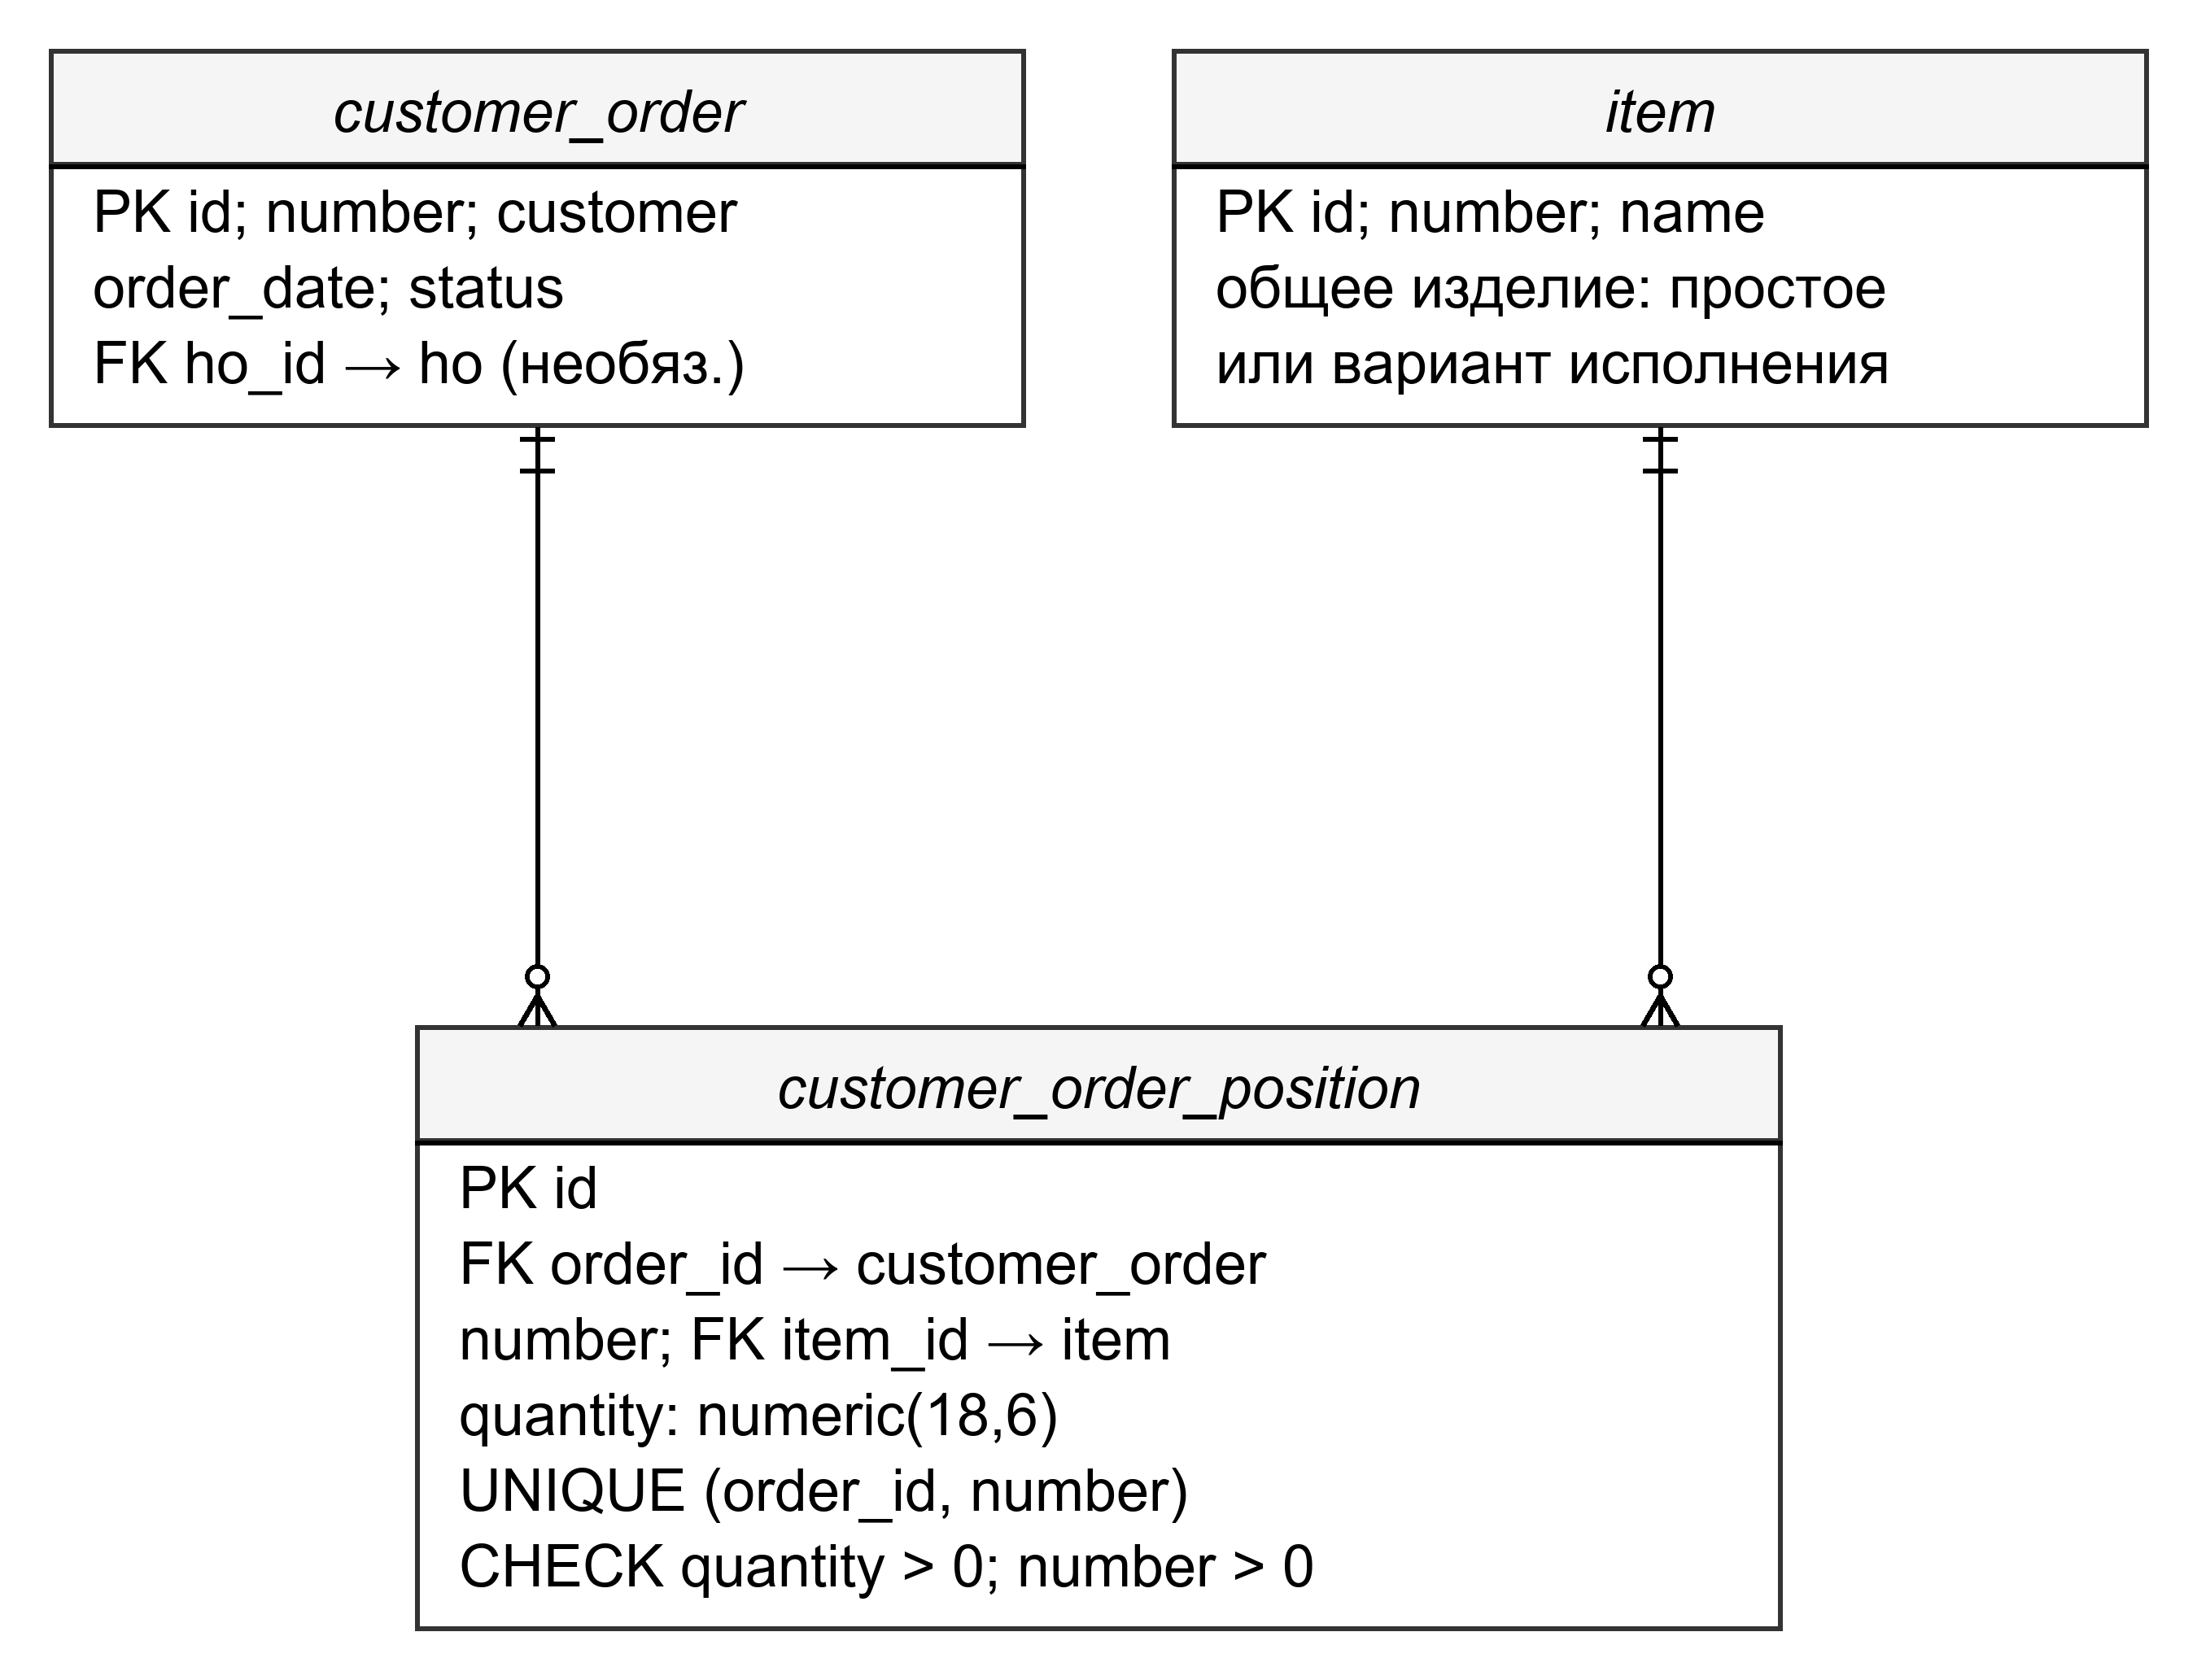 customer_order
PK id; number; customer
order_date; status
FK ho_id → ho (необяз.)
item
PK id; number; name
общее изделие: простое
или вариант исполнения
customer_order_position
PK id
FK order_id → customer_order
number; FK item_id → item
quantity: numeric(18,6)
UNIQUE (order_id, number)
CHECK quantity > 0; number > 0